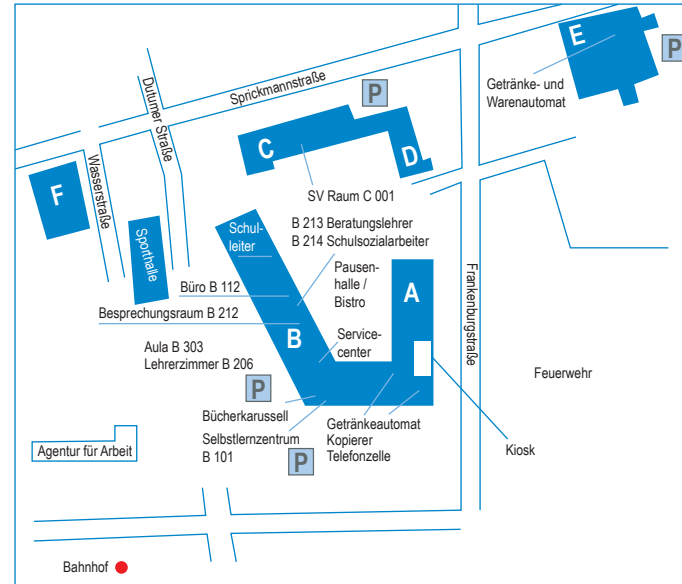 E
P
Getränke- und
Warenautomat
Sprickmannstraße
Dutumer Straße
P
C
D
Wasserstraße
F
SV Raum C 001
Schul-
leiter
B 213 Beratungslehrer
B 214 Schulsozialarbeiter
Sporthalle
Pausen-
halle /
Bistro
A
Frankenburgstraße
Büro B 112
Besprechungsraum B 212
B
Service-
center
Aula B 303
Lehrerzimmer B 206
Feuerwehr
P
Bücherkarussell
Selbstlernzentrum
B 101
P
Getränkeautomat
Kopierer
Telefonzelle
Kiosk
Agentur für Arbeit
Bahnhof